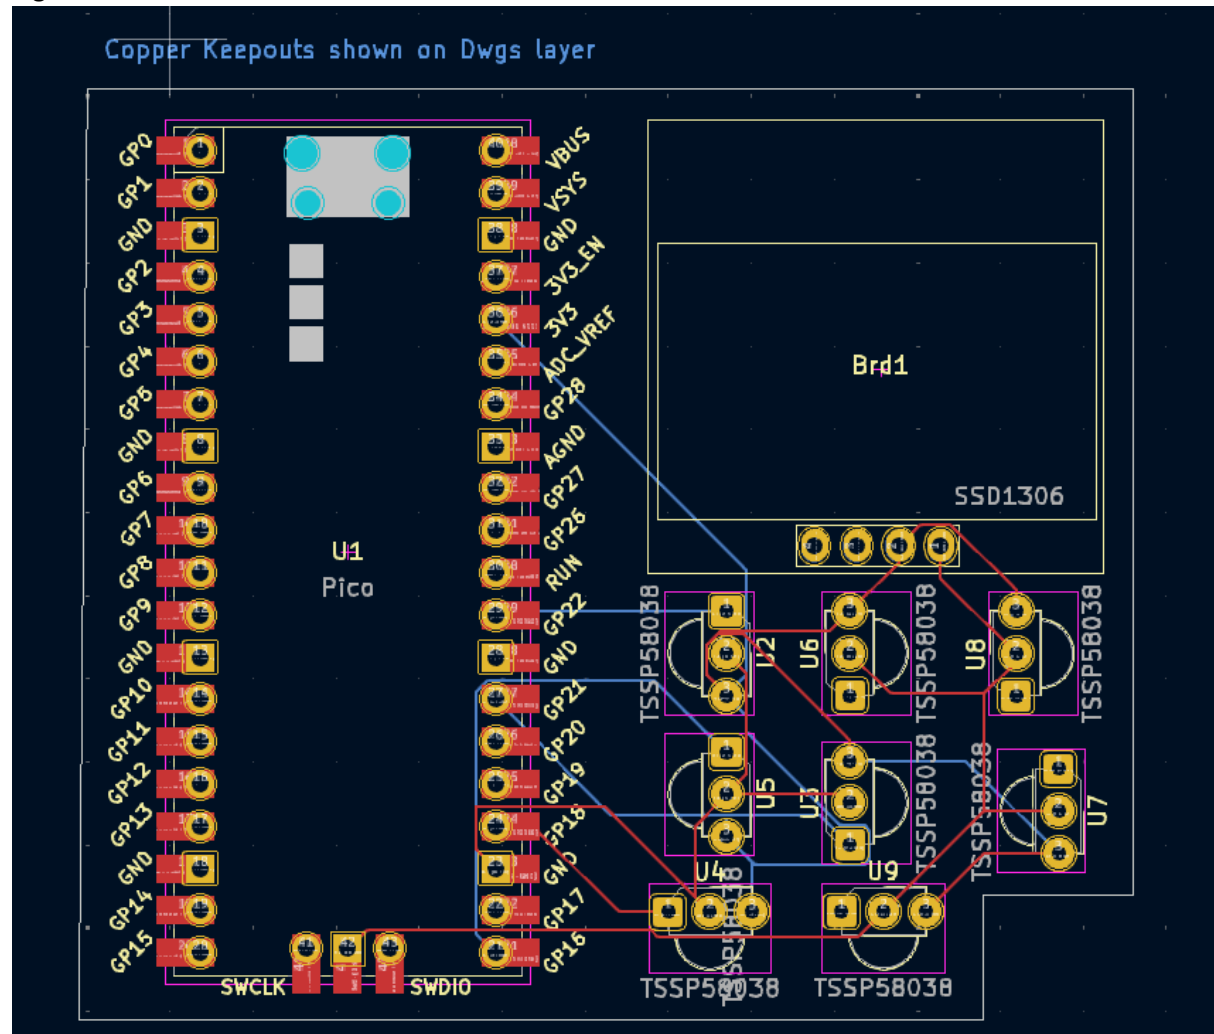 Copper Keepouts shown on Dwgs layer
GP0
GP1
GND
GP2
GP3
GP4
GP5
GND
GP6
GP7
GP8
GP9
GND
GP10
GP11
GP12
GP13
GND
GP14
GP15
VBUS
VSYS
GND
3V3_EN
3V3
ADC_VREF
GP28
AGND
GP27
GP26
RUN
GP22
GND
GP21
GP20
GP19
GP18
GND
GP17
GP16
U1
Pico
SWCLK
SWDIO
Brd1
SSD1306
TSSP58038
U2
U6
TSSP58038
U8
TSSP58038
U5
U3
TSSP58038
TSSP58038
U7
U4
TSSP58038
TSSP58038
U9
TSSP58038